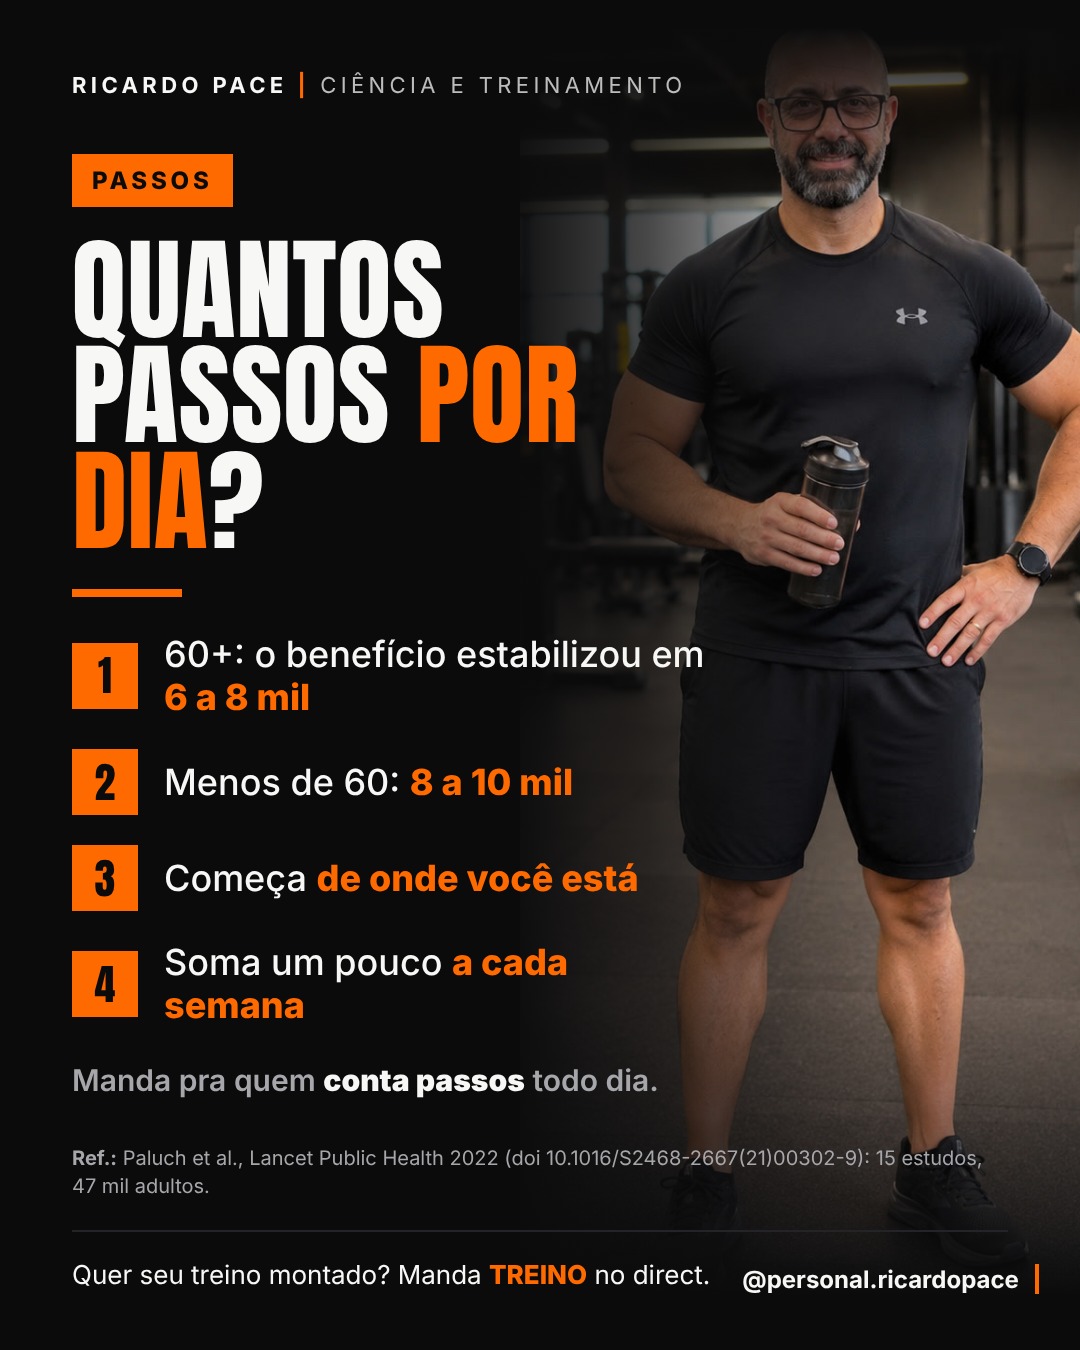 RICARDO PACE | CIÊNCIA E TREINAMENTO
PASSOS
QUANTOS
PASSOS POR
DIA?
1 60+: o benefício estabilizou em
6 a 8 mil
2 Menos de 60: 8 a 10 mil
3 Começa de onde você está
4 Soma um pouco a cada
semana
Manda pra quem conta passos todo dia.
Ref.: Paluch et al., Lancet Public Health 2022 (doi 10.1016/S2468-2667(21)00302-9): 15 estudos,
47 mil adultos.
Quer seu treino montado? Manda TREINO no direct. @personal.ricardopace